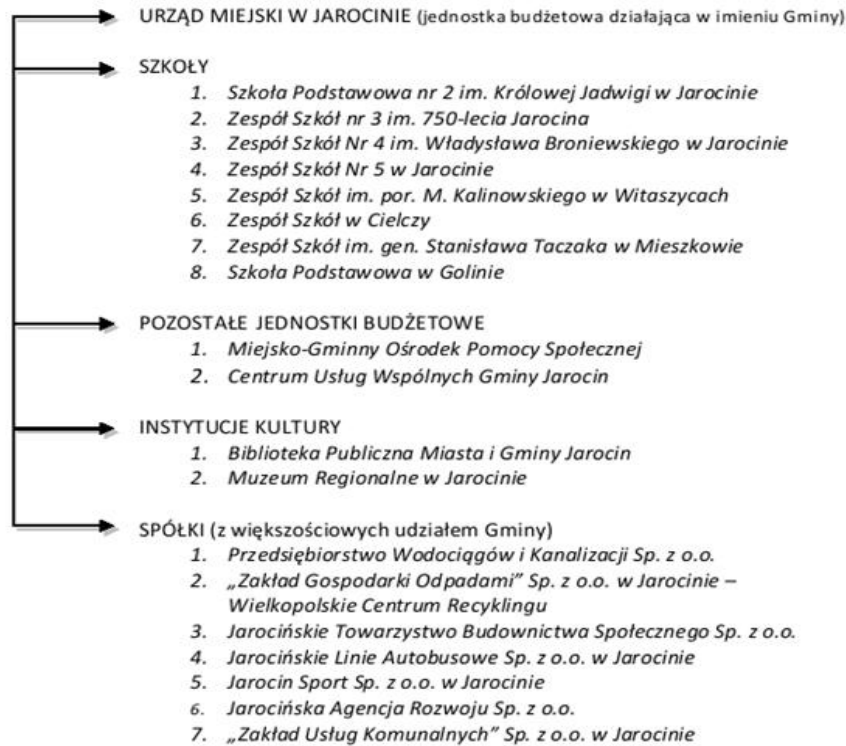 URZĄD MIEJSKI W JAROCINIE (jednostka budżetowa działająca w imieniu Gminy)
SZKOŁY
1. Szkoła Podstawowa nr 2 im. Królowej Jadwigi w Jarocinie
2. Zespół Szkół nr 3 im. 750-lecia Jarocina
3. Zespół Szkół Nr 4 im. Władysława Broniewskiego w Jarocinie
4. Zespół Szkół Nr 5 w Jarocinie
5. Zespół Szkół im. por. M. Kalinowskiego w Witaszycach
6. Zespół Szkół w Cielczy
7. Zespół Szkół im. gen. Stanisława Taczaka w Mieszkowie
8. Szkoła Podstawowa w Golinie
POZOSTAŁE JEDNOSTKI BUDŻETOWE
1. Miejsko-Gminny Ośrodek Pomocy Społecznej
2. Centrum Usług Wspólnych Gminy Jarocin
INSTYTUCJE KULTURY
1. Biblioteka Publiczna Miasta i Gminy Jarocin
2. Muzeum Regionalne w Jarocinie
SPÓŁKI (z większościowych udziałem Gminy)
1. Przedsiębiorstwo Wodociągów i Kanalizacji Sp. z o.o.
2. „Zakład Gospodarki Odpadami” Sp. z o.o. w Jarocinie –
Wielkopolskie Centrum Recyklingu
3. Jarocińskie Towarzystwo Budownictwa Społecznego Sp. z o.o.
4. Jarocińskie Linie Autobusowe Sp. z o.o. w Jarocinie
5. Jarocin Sport Sp. z o.o. w Jarocinie
6. Jarocińska Agencja Rozwoju Sp. z o.o.
7. „Zakład Usług Komunalnych” Sp. z o.o. w Jarocinie